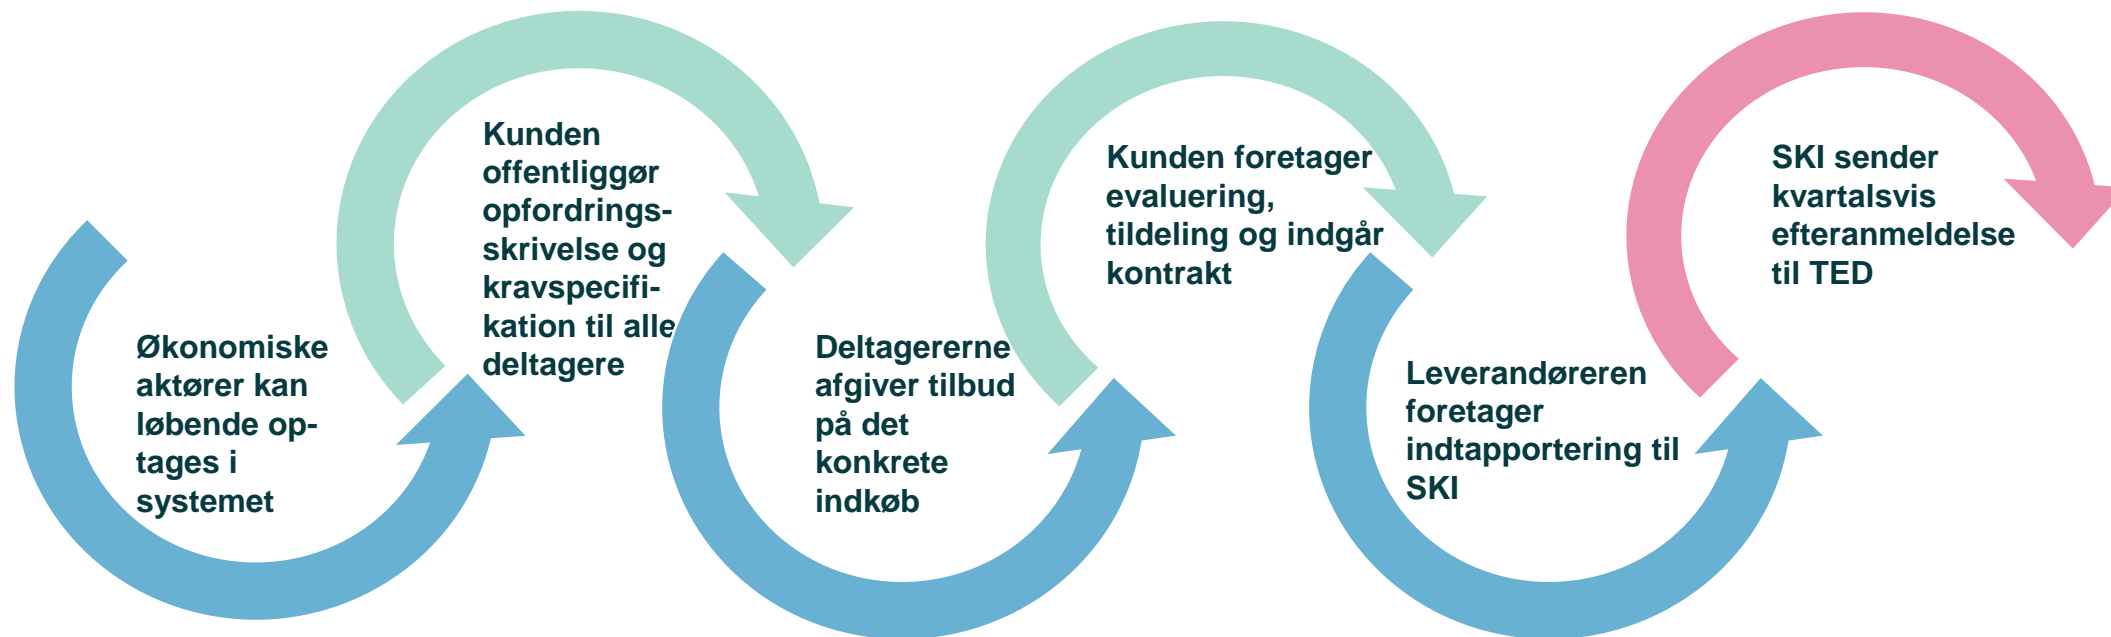 Økonomiske
aktører kan
løbende op-
tages i
systemet
Kunden
offentliggør
opfordrings-
skrivelse og
kravspecifi-
kation til alle
deltagere
Deltagererne
afgiver tilbud
på det
konkrete
indkøb
Kunden foretager
evaluering,
tildeling og indgår
kontrakt
Leverandøreren
foretager
indtapportering til
SKI
SKI sender
kvartalsvis
efteranmeldelse
til TED